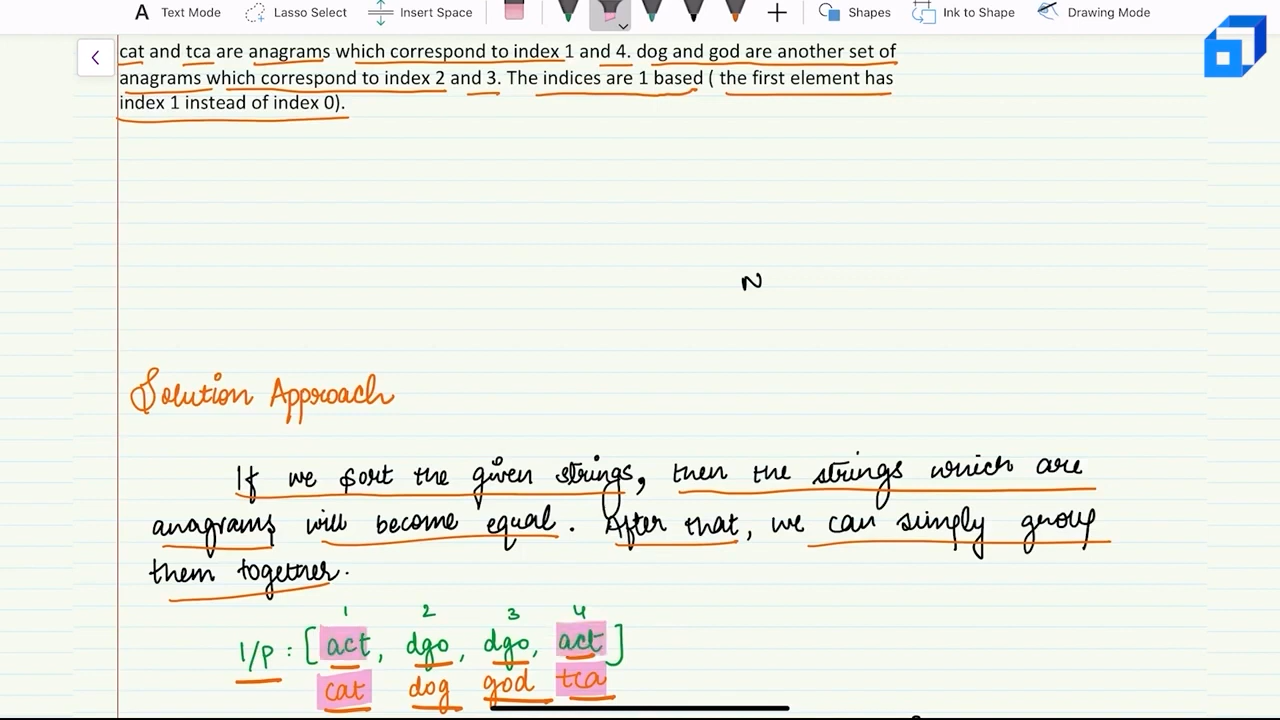 A Text Mode Lasso Select Insert Space Shapes Ink to Shape Drawing Mode
cat and tca are anagrams which correspond to index 1 and 4. dog and god are another set of
anagrams which correspond to index 2 and 3. The indices are 1 based ( the first element has
index 1 instead of index 0).
N
Solution Approach
If we sort the given strings, then the strings which are
anagrams will become equal. After that, we can simply group
them together.
1 2 3 4
I/P : [act, dgo, dgo, act]
cat dog god tca